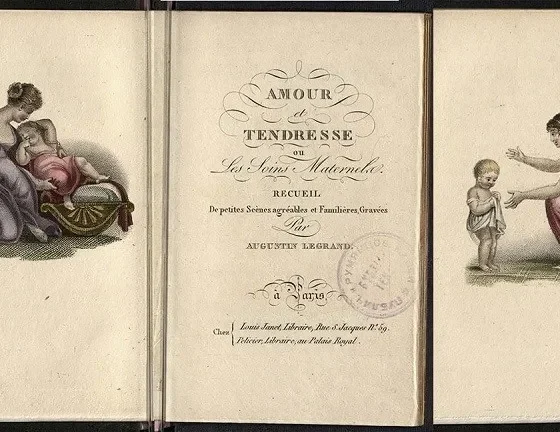 AMOUR
et
TENDRESSE
ou
Les Soins Maternels.
RECUEIL
De petites Scènes agréables et Familières, Gravées
Par
AUGUSTIN LEGRAND.
à Paris
Chez
Louis Janet, Libraire, Rue S. Jacques N.º 59.
Pelicier, Libraire, au Palais Royal.